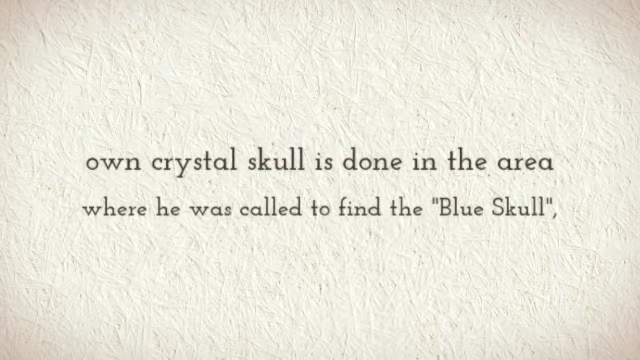 own crystal skull is done in the area
where he was called to find the "Blue Skull",